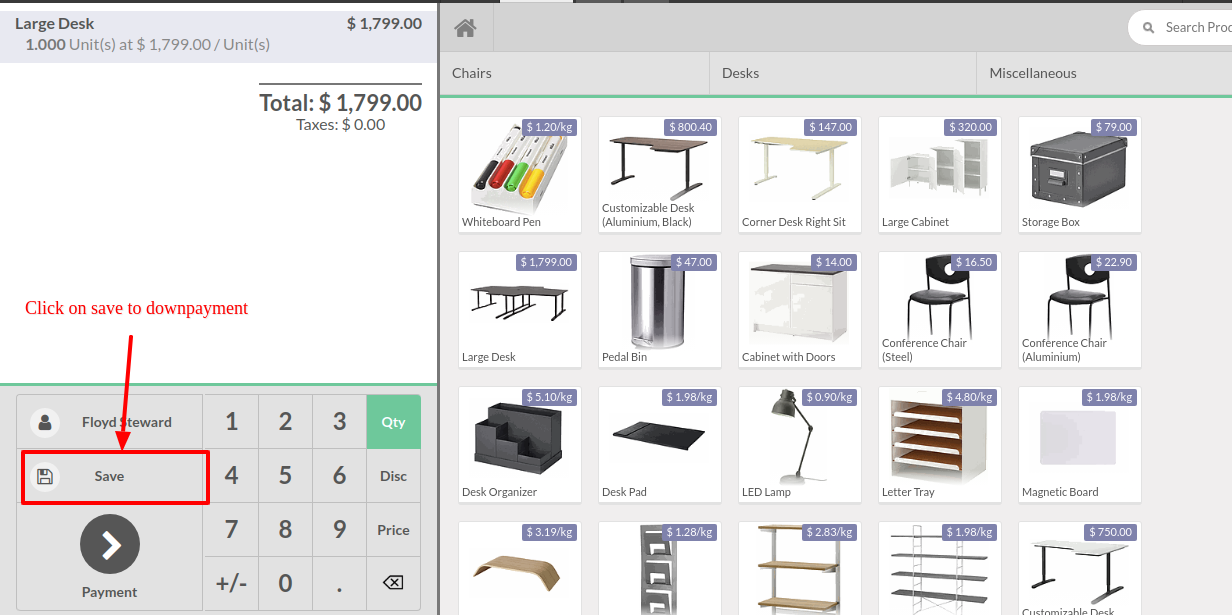 Large Desk $ 1,799.00
1.000 Unit(s) at $ 1,799.00 / Unit(s)
Total: $ 1,799.00
Taxes: $ 0.00
Click on save to downpayment
Floyd Steward
Save
Payment
1 2 3 Qty
4 5 6 Disc
7 8 9 Price
+/- 0 .
Search Proc
Chairs Desks Miscellaneous
$ 1.20/kg $ 800.40 $ 147.00 $ 320.00 $ 79.00
Whiteboard Pen
Customizable Desk
(Aluminium, Black)
Corner Desk Right Sit
Large Cabinet
Storage Box
$ 1,799.00 $ 47.00 $ 14.00 $ 16.50 $ 22.90
Large Desk
Pedal Bin
Cabinet with Doors
Conference Chair
(Steel)
Conference Chair
(Aluminium)
$ 5.10/kg $ 1.98/kg $ 0.90/kg $ 4.80/kg $ 1.98/kg
Desk Organizer
Desk Pad
LED Lamp
Letter Tray
Magnetic Board
$ 3.19/kg $ 1.28/kg $ 2.83/kg $ 1.98/kg $ 750.00
Customizable Desk